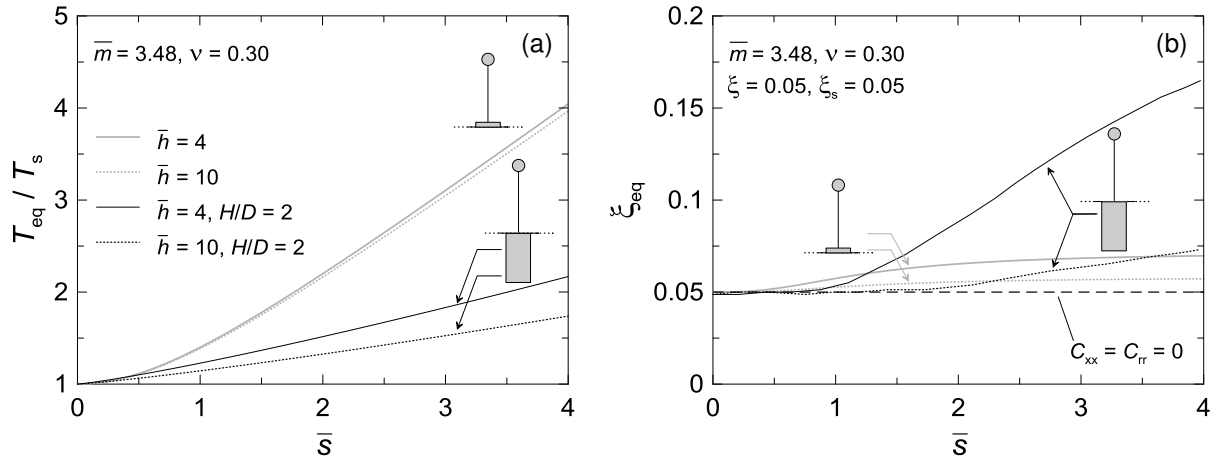 5
4
3
2
1
T_eq / T_s
(a)
m̅ = 3.48, ν = 0.30
h̅ = 4
h̅ = 10
h̅ = 4, H/D = 2
h̅ = 10, H/D = 2
0 1 2 3 4
s̅
0.2
0.15
0.10
0.05
0
ξ_eq
(b)
m̅ = 3.48, ν = 0.30
ξ = 0.05, ξ_s = 0.05
C_xx = C_rr = 0
0 1 2 3 4
s̅